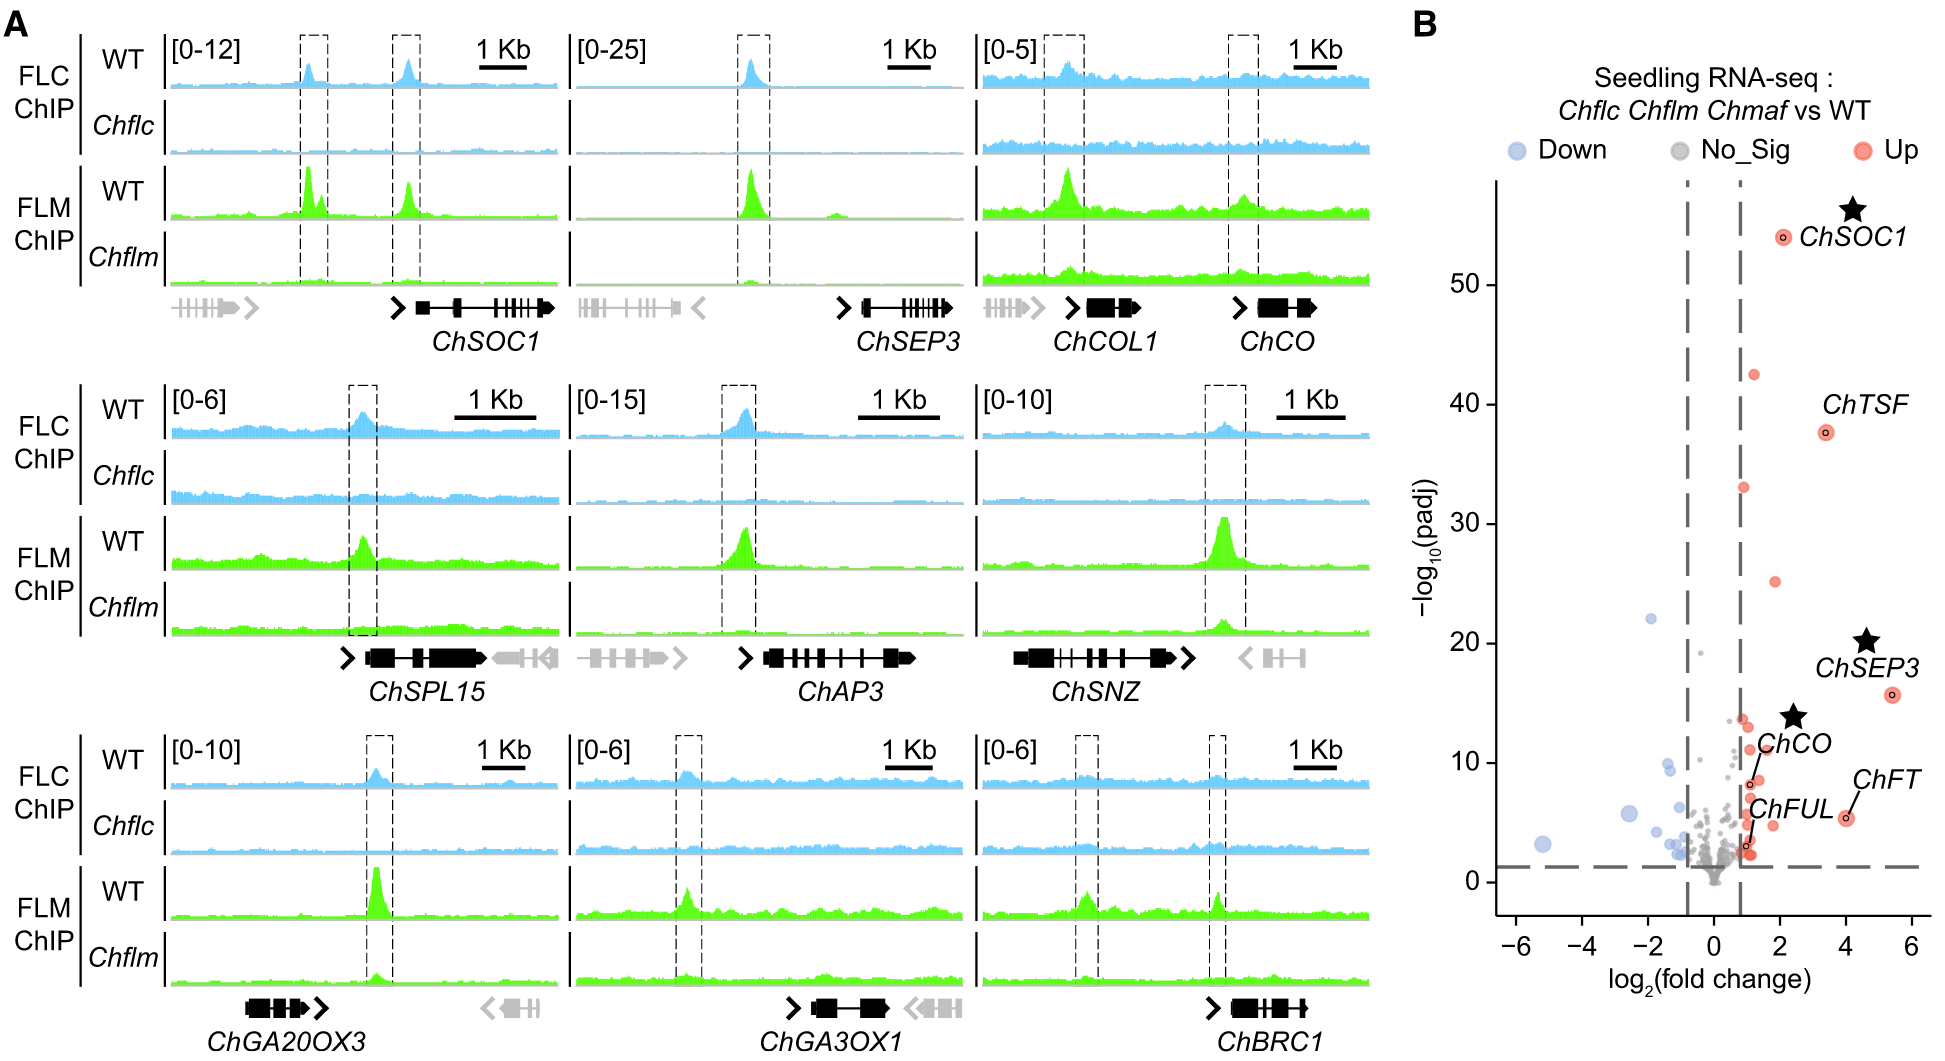 A
FLC
ChIP
WT
Chflc
FLM
ChIP
WT
Chflm
[0-12]
1 Kb
ChSOC1
[0-25]
1 Kb
ChSEP3
[0-5]
1 Kb
ChCOL1
ChCO
FLC
ChIP
WT
Chflc
FLM
ChIP
WT
Chflm
[0-6]
1 Kb
ChSPL15
[0-15]
1 Kb
ChAP3
[0-10]
1 Kb
ChSNZ
FLC
ChIP
WT
Chflc
FLM
ChIP
WT
Chflm
[0-10]
1 Kb
ChGA20OX3
[0-6]
1 Kb
ChGA3OX1
[0-6]
1 Kb
ChBRC1
B
Seedling RNA-seq :
Chflc Chflm Chmaf vs WT
Down No_Sig Up
−log10(padj)
50
40
30
20
10
0
ChSOC1
ChTSF
ChSEP3
ChCO
ChFT
ChFUL
−6 −4 −2 0 2 4 6
log2(fold change)